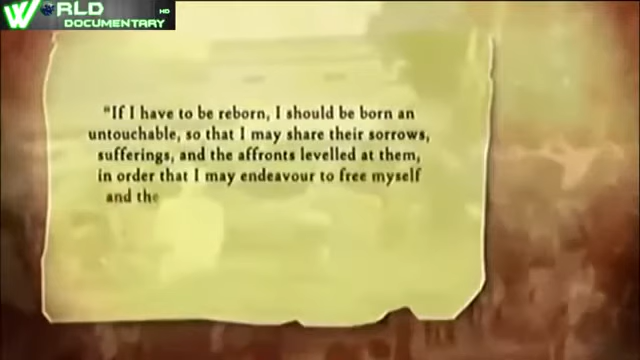 WORLD
DOCUMENTARY HD
"If I have to be reborn, I should be born an
untouchable, so that I may share their sorrows,
sufferings, and the affronts levelled at them,
in order that I may endeavour to free myself
and the